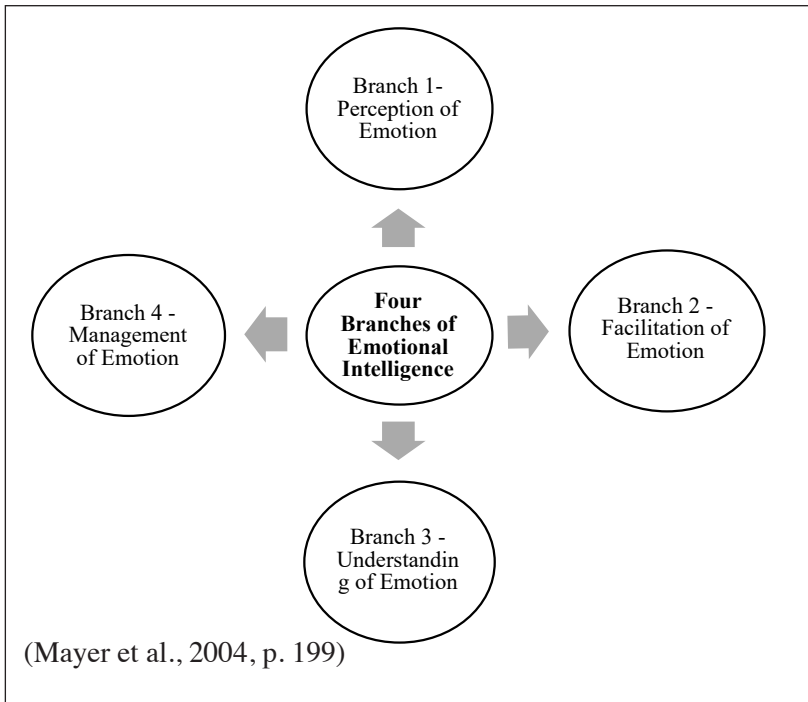 Branch 1-
Perception of
Emotion
Branch 4 -
Management
of Emotion
Four
Branches of
Emotional
Intelligence
Branch 2 -
Facilitation of
Emotion
Branch 3 -
Understandin
g of Emotion
(Mayer et al., 2004, p. 199)